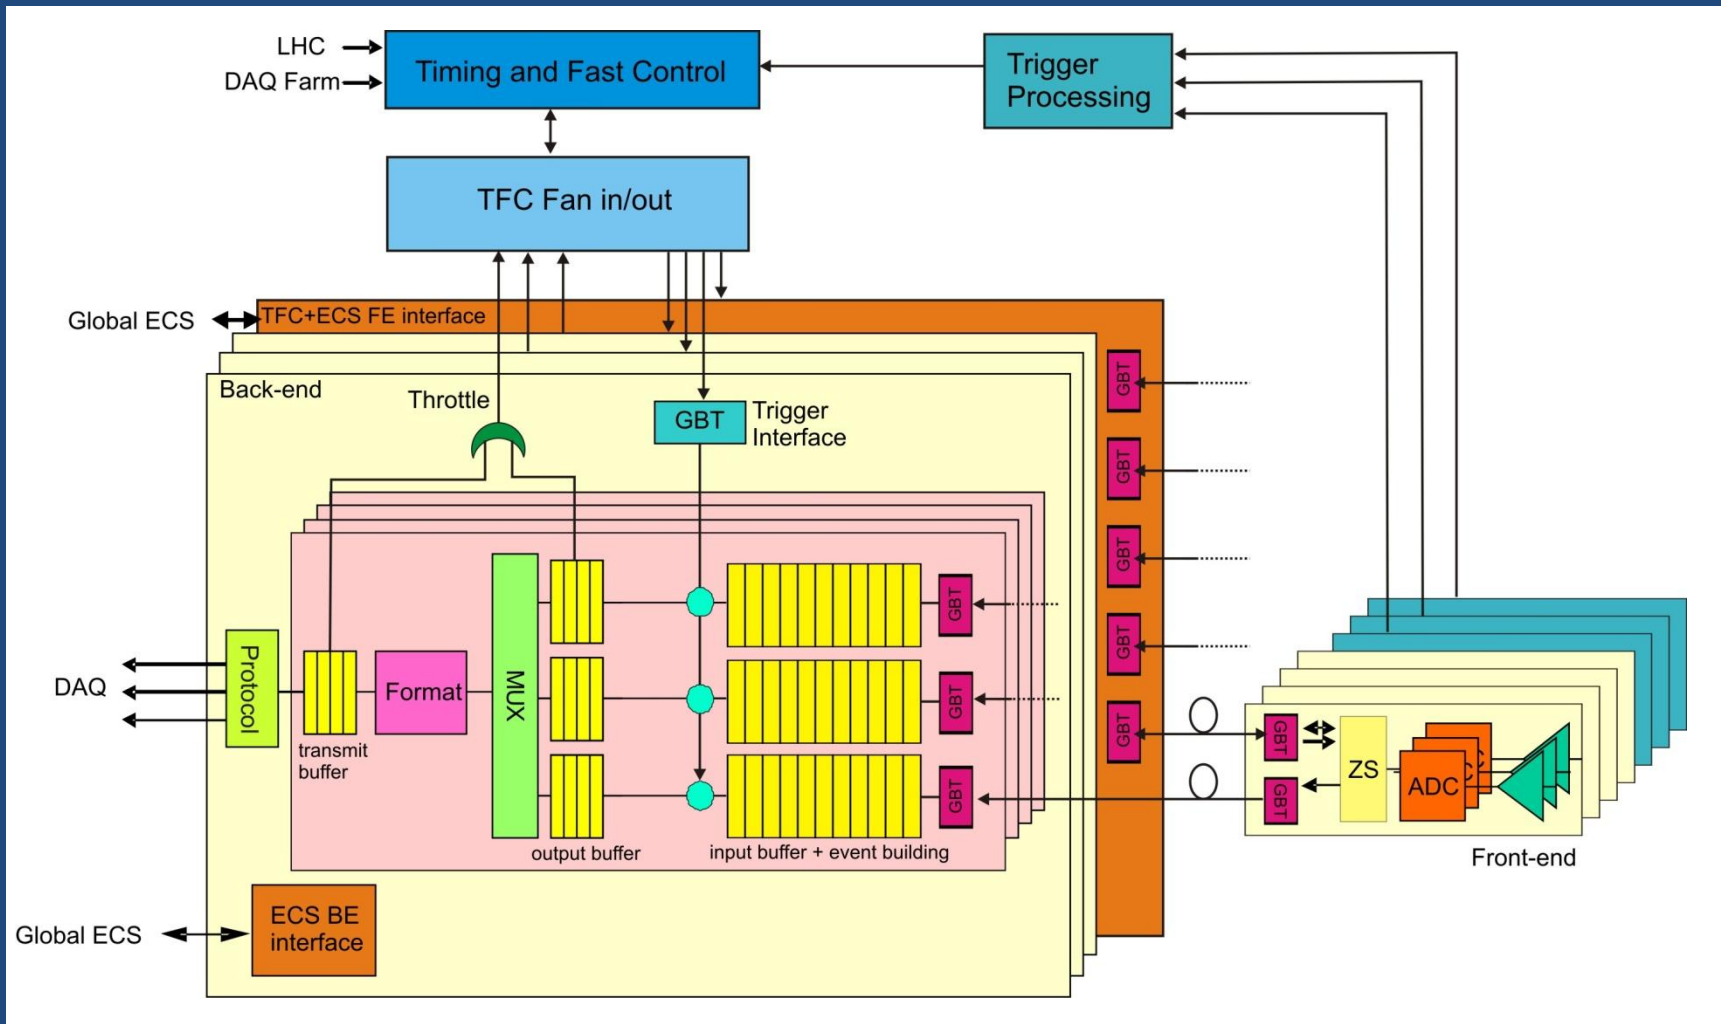 LHC
DAQ Farm
Timing and Fast Control
Trigger
Processing
TFC Fan in/out
Global ECS
TFC+ECS FE interface
Back-end
Throttle
GBT
Trigger
Interface
GBT
GBT
GBT
GBT
GBT
MUX
GBT
GBT
GBT
DAQ
Protocol
Format
transmit
buffer
output buffer
input buffer + event building
GBT
GBT
ZS
ADC
C
C
Front-end
ECS BE
interface
Global ECS